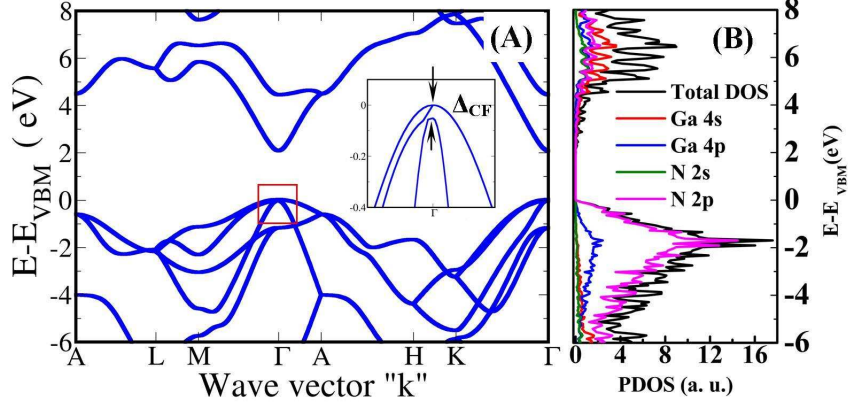 8
6
4
2
0
-2
-4
-6
E-E_VBM ( eV)
(A)
0
-0.2
-0.4
Γ
Δ_CF
A L M Γ A H K Γ
Wave vector "k"
(B)
Total DOS
Ga 4s
Ga 4p
N 2s
N 2p
0 4 8 12 16
PDOS (a. u.)
8
6
4
2
0
-2
-4
-6
E-E_VBM(eV)